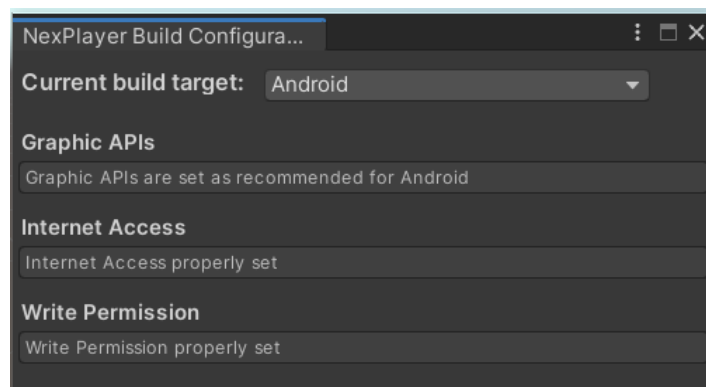 NexPlayer Build Configura...
Current build target: Android
Graphic APIs
Graphic APIs are set as recommended for Android
Internet Access
Internet Access properly set
Write Permission
Write Permission properly set